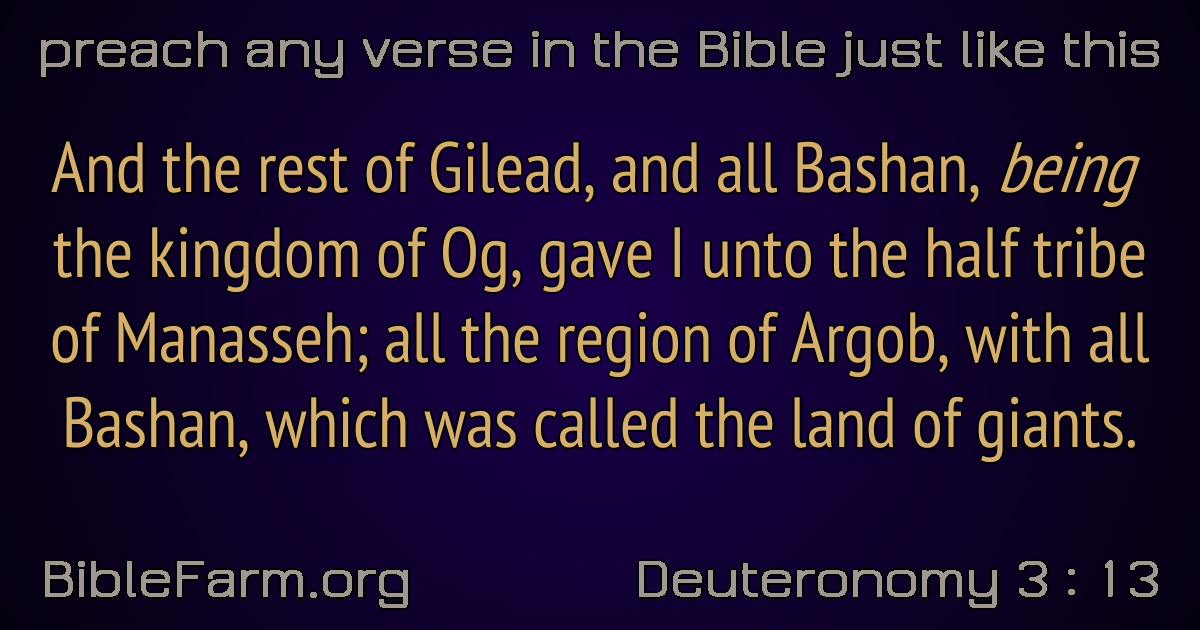 preach any verse in the Bible just like this
And the rest of Gilead, and all Bashan, being
the kingdom of Og, gave I unto the half tribe
of Manasseh; all the region of Argob, with all
Bashan, which was called the land of giants.
BibleFarm.org
Deuteronomy 3 : 13